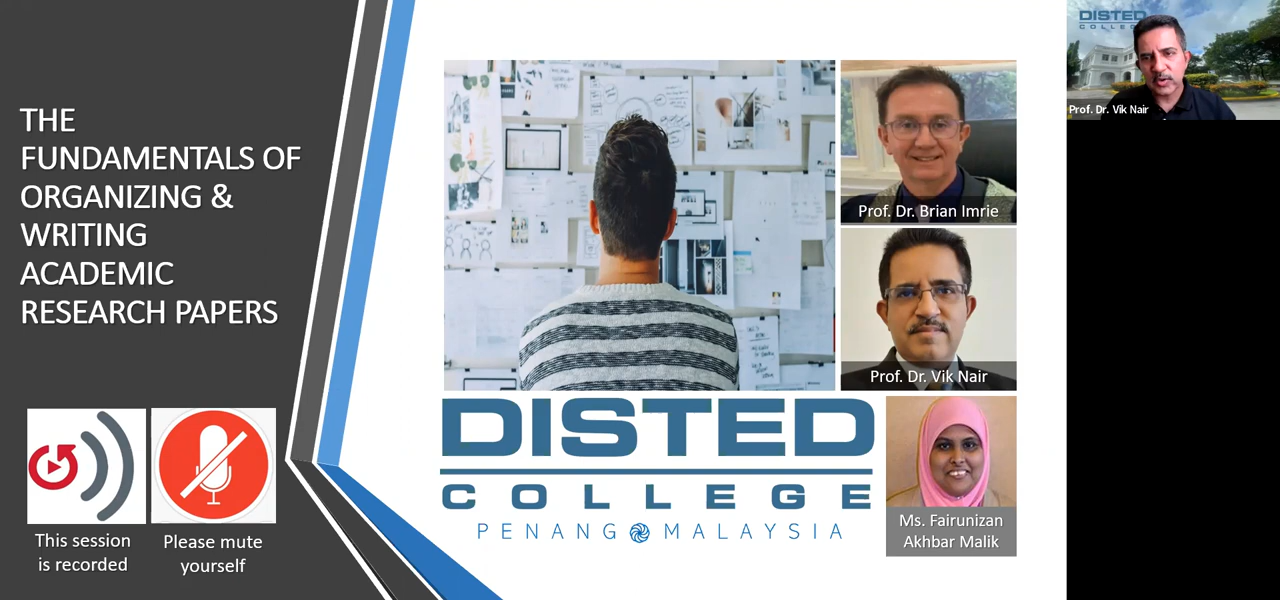 THE
FUNDAMENTALS OF
ORGANIZING &
WRITING
ACADEMIC
RESEARCH PAPERS
This session
is recorded
Please mute
yourself
Prof. Dr. Brian Imrie
Prof. Dr. Vik Nair
Ms. Fairunizan
Akhbar Malik
DISTED
COLLEGE
PENANG MALAYSIA
DISTED
COLLEGE
Prof. Dr. Vik Nair